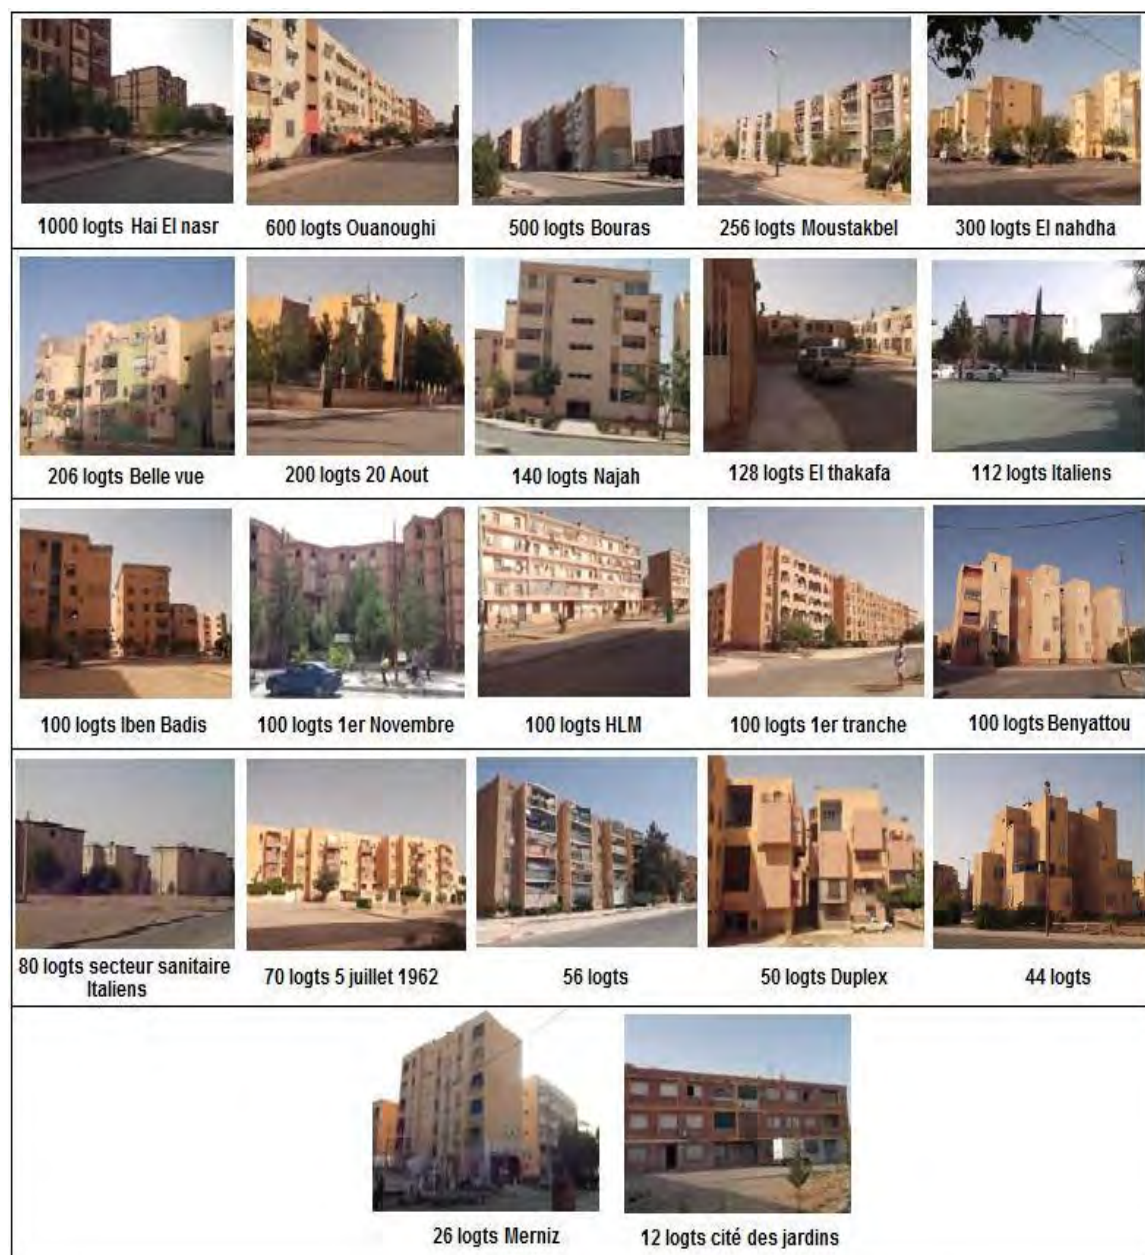 1000 logts Hai El nasr
600 logts Ouanoughi
500 logts Bouras
256 logts Moustakbel
300 logts El nahdha
206 logts Belle vue
200 logts 20 Aout
140 logts Najah
128 logts El thakafa
112 logts Italiens
100 logts Iben Badis
100 logts 1er Novembre
100 logts HLM
100 logts 1er tranche
100 logts Benyattou
80 logts secteur sanitaire
Italiens
70 logts 5 juillet 1962
56 logts
50 logts Duplex
44 logts
26 logts Merniz
12 logts cité des jardins